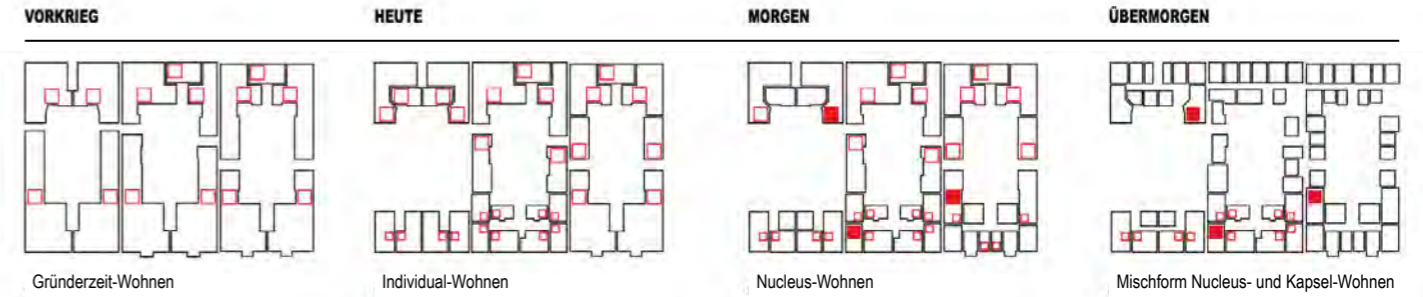 VORKRIEG
HEUTE
MORGEN
ÜBERMORGEN
Gründerzeit-Wohnen
Individual-Wohnen
Nucleus-Wohnen
Mischform Nucleus- und Kapsel-Wohnen